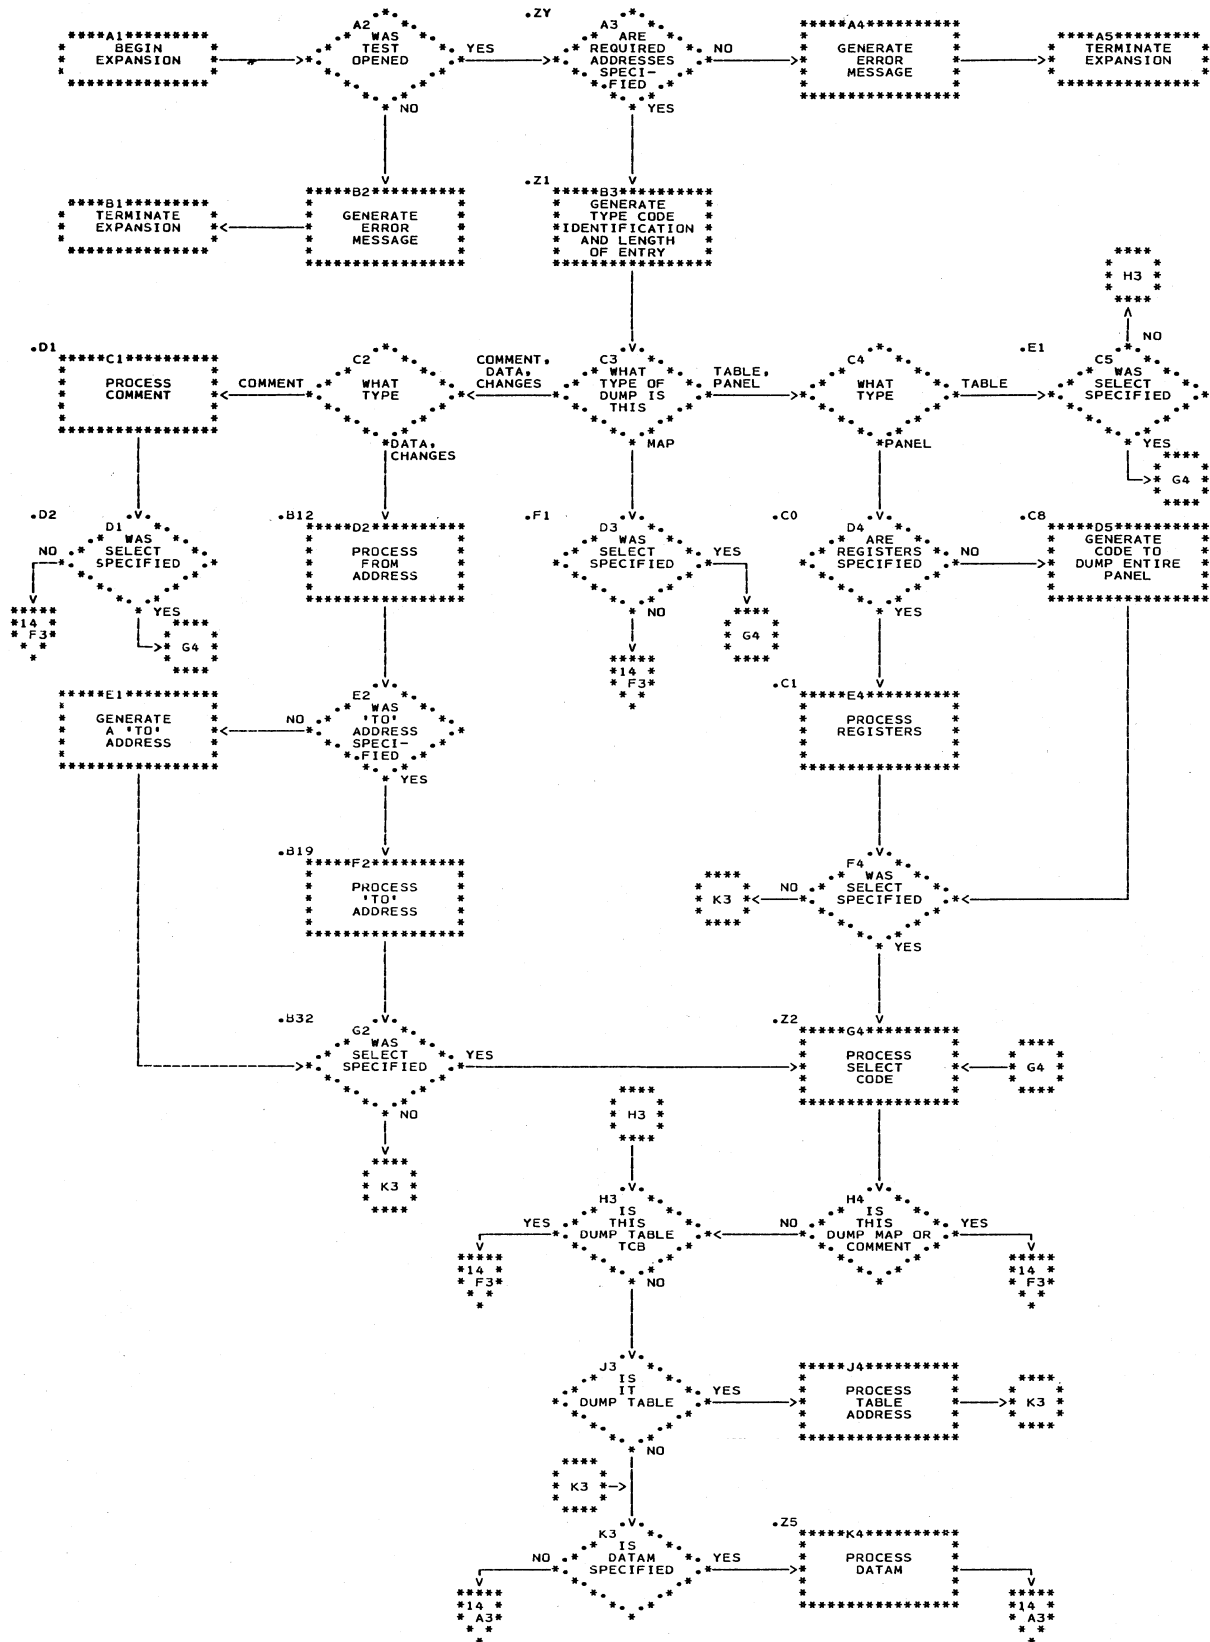 A1
BEGIN
EXPANSION
A2
WAS
TEST
OPENED
YES
NO
.ZY
A3
ARE
REQUIRED
ADDRESSES
SPECI-
FIED
NO
YES
A4
GENERATE
ERROR
MESSAGE
A5
TERMINATE
EXPANSION
B1
TERMINATE
EXPANSION
B2
GENERATE
ERROR
MESSAGE
.Z1
B3
GENERATE
TYPE CODE
IDENTIFICATION
AND LENGTH
OF ENTRY
H3
NO
.D1
C1
PROCESS
COMMENT
COMMENT
C2
WHAT
TYPE
DATA,
CHANGES
COMMENT,
DATA,
CHANGES
C3
WHAT
TYPE OF
DUMP IS
THIS
MAP
TABLE,
PANEL
C4
WHAT
TYPE
PANEL
TABLE
.E1
C5
WAS
SELECT
SPECIFIED
YES
G4
.D2
D1
WAS
SELECT
SPECIFIED
NO
YES
14
F3
G4
.B12
D2
PROCESS
FROM
ADDRESS
.F1
D3
WAS
SELECT
SPECIFIED
YES
NO
G4
14
F3
.C0
D4
ARE
REGISTERS
SPECIFIED
NO
YES
.C8
D5
GENERATE
CODE TO
DUMP ENTIRE
PANEL
E1
GENERATE
A 'TO'
ADDRESS
NO
E2
WAS
'TO'
ADDRESS
SPECI-
FIED
YES
.C1
E4
PROCESS
REGISTERS
.B19
F2
PROCESS
'TO'
ADDRESS
K3
NO
F4
WAS
SELECT
SPECIFIED
YES
.B32
G2
WAS
SELECT
SPECIFIED
YES
NO
K3
.Z2
G4
PROCESS
SELECT
CODE
G4
H3
H3
IS
THIS
DUMP TABLE
TCB
YES
NO
14
F3
NO
H4
IS
THIS
DUMP MAP OR
COMMENT
YES
14
F3
J3
IS
IT
DUMP TABLE
YES
NO
J4
PROCESS
TABLE
ADDRESS
K3
K3
K3
IS
DATAM
SPECIFIED
NO
YES
14
A3
.Z5
K4
PROCESS
DATAM
14
A3